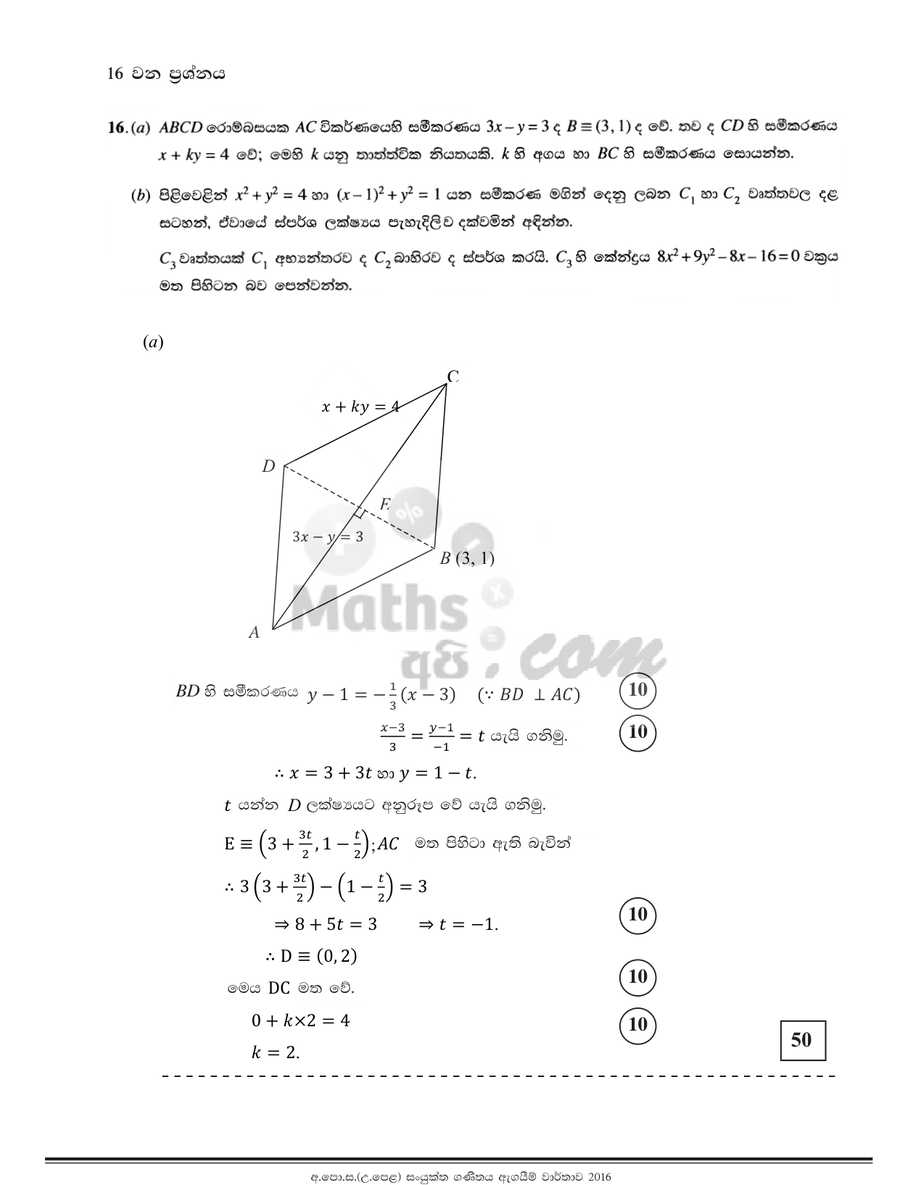 16 වන ප්‍රශ්නය
16. (a) ABCD රොම්බසයක AC විකර්ණයෙහි සමීකරණය 3x – y = 3 ද B ≡ (3, 1) ද වේ. තව ද CD හි සමීකරණය
x + ky = 4 වේ; මෙහි k යනු තාත්ත්වික නියතයකි. k හි අගය හා BC හි සමීකරණය සොයන්න.
(b) පිළිවෙළින් x² + y² = 4 හා (x – 1)² + y² = 1 යන සමීකරණ මගින් දෙනු ලබන C₁ හා C₂ වෘත්තවල දළ
සටහන්, ඒවායේ ස්පර්ශ ලක්ෂ්‍යය පැහැදිලිව දක්වමින් අඳින්න.
C₃ වෘත්තයක් C₁ අභ්‍යන්තරව ද C₂ බාහිරව ද ස්පර්ශ කරයි. C₃ හි කේන්ද්‍රය 8x² + 9y² – 8x – 16 = 0 වක්‍රය
මත පිහිටන බව පෙන්වන්න.
(a)
C
x + ky = 4
D
E
%
3x − y = 3
B (3, 1)
Maths
A
අපි . com
BD හි සමීකරණය y − 1 = −1/3 (x − 3) (∵ BD ⊥ AC) 10
(x−3)/3 = (y−1)/−1 = t යැයි ගනිමු. 10
∴ x = 3 + 3t හා y = 1 − t.
t යන්න D ලක්ෂ්‍යයට අනුරූප වේ යැයි ගනිමු.
E ≡ (3 + 3t/2, 1 − t/2); AC මත පිහිටා ඇති බැවින්
∴ 3(3 + 3t/2) − (1 − t/2) = 3
⇒ 8 + 5t = 3 ⇒ t = −1. 10
∴ D ≡ (0, 2)
මෙය DC මත වේ. 10
0 + k×2 = 4 10
k = 2. 50
අ.පො.ස.(උ.පෙළ) සංයුක්ත ගණිතය ඇගයීම් වාර්තාව 2016